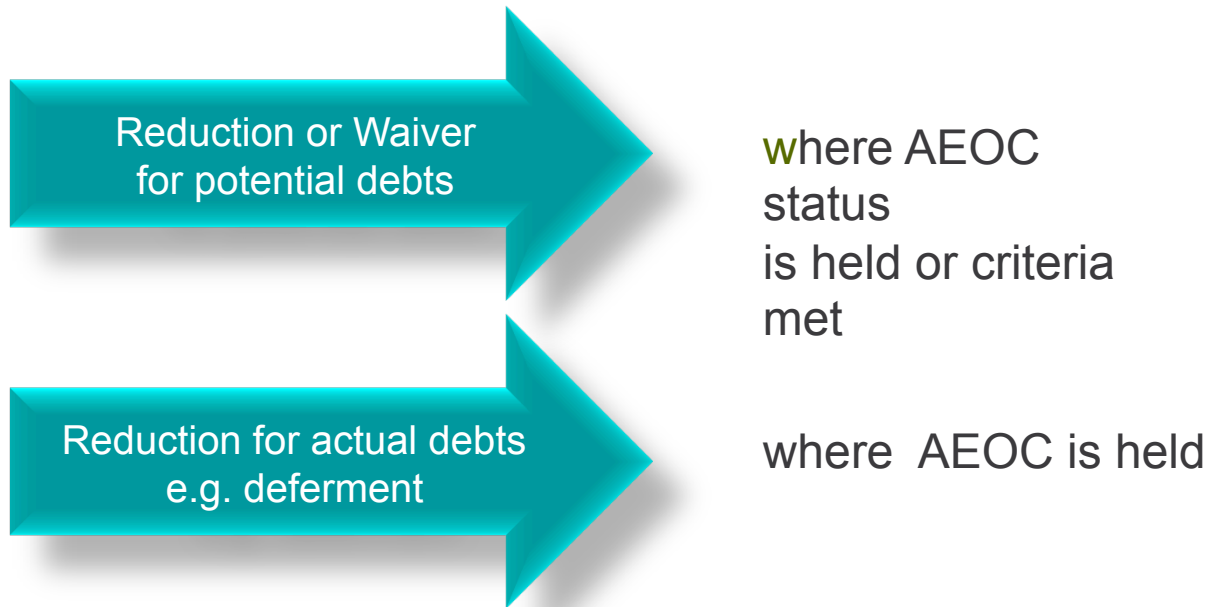 Reduction or Waiver
for potential debts
where AEOC
status
is held or criteria
met
Reduction for actual debts
e.g. deferment
where AEOC is held